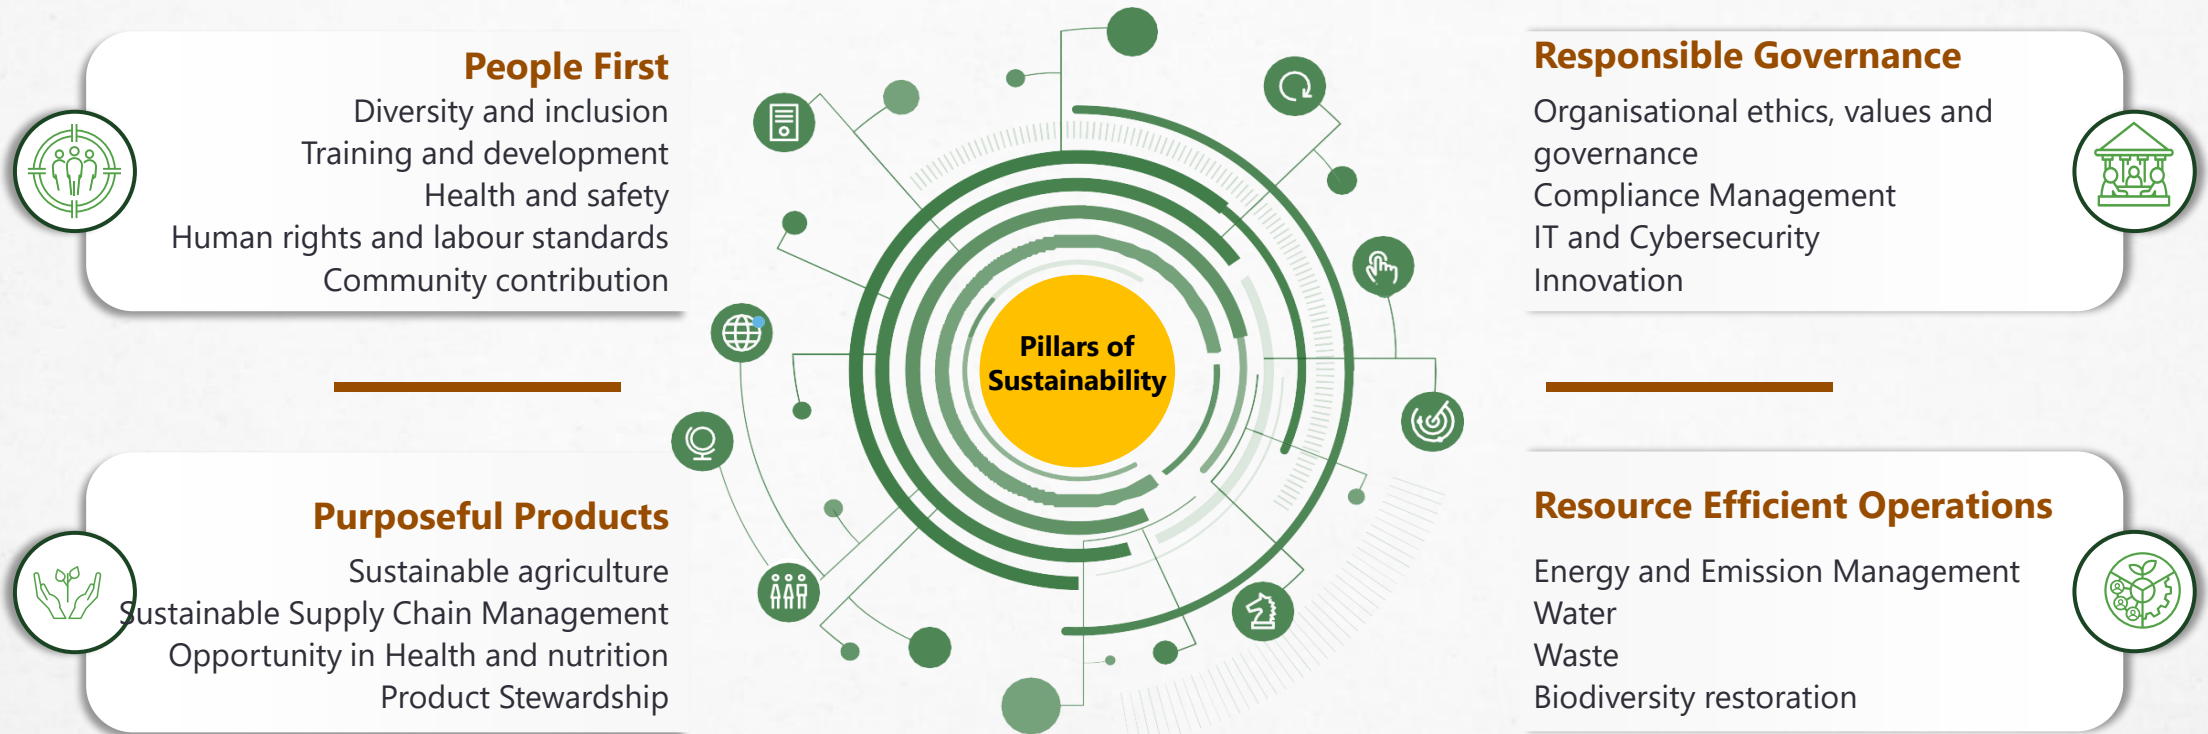 People First
Diversity and inclusion
Training and development
Health and safety
Human rights and labour standards
Community contribution
Responsible Governance
Organisational ethics, values and
governance
Compliance Management
IT and Cybersecurity
Innovation
Pillars of
Sustainability
Purposeful Products
Sustainable agriculture
Sustainable Supply Chain Management
Opportunity in Health and nutrition
Product Stewardship
Resource Efficient Operations
Energy and Emission Management
Water
Waste
Biodiversity restoration